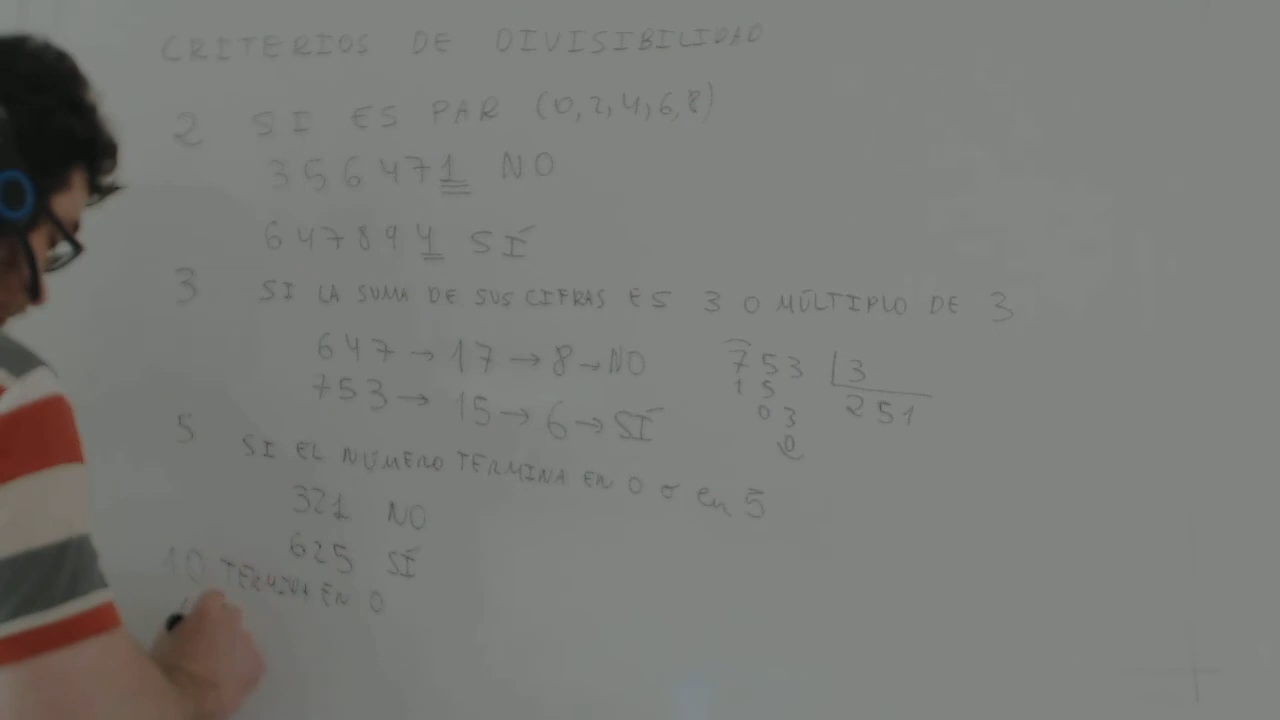 CRITERIOS DE DIVISIBILIDAD
2 SI ES PAR (0,2,4,6,8)
356471 NO
647894 SÍ
3 SI LA SUMA DE SUS CIFRAS ES 3 O MÚLTIPLO DE 3
647 → 17 → 8 → NO
753 → 15 → 6 → SÍ
753 |3
15 251
03
0
5 SI EL NÚMERO TERMINA EN 0 o en 5
321 NO
625 SÍ
10 TERMINA EN 0